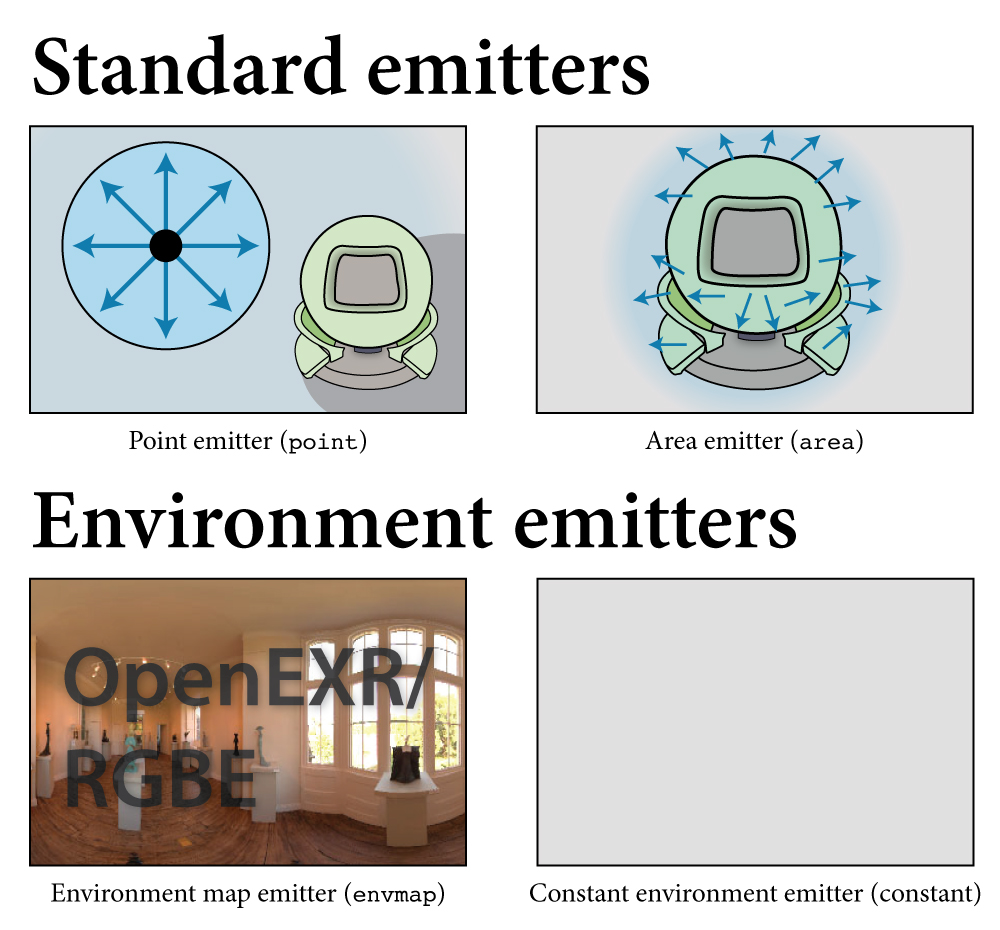 Standard emitters
Point emitter (point)
Area emitter (area)
Environment emitters
OpenEXR/
RGBE
Environment map emitter (envmap)
Constant environment emitter (constant)